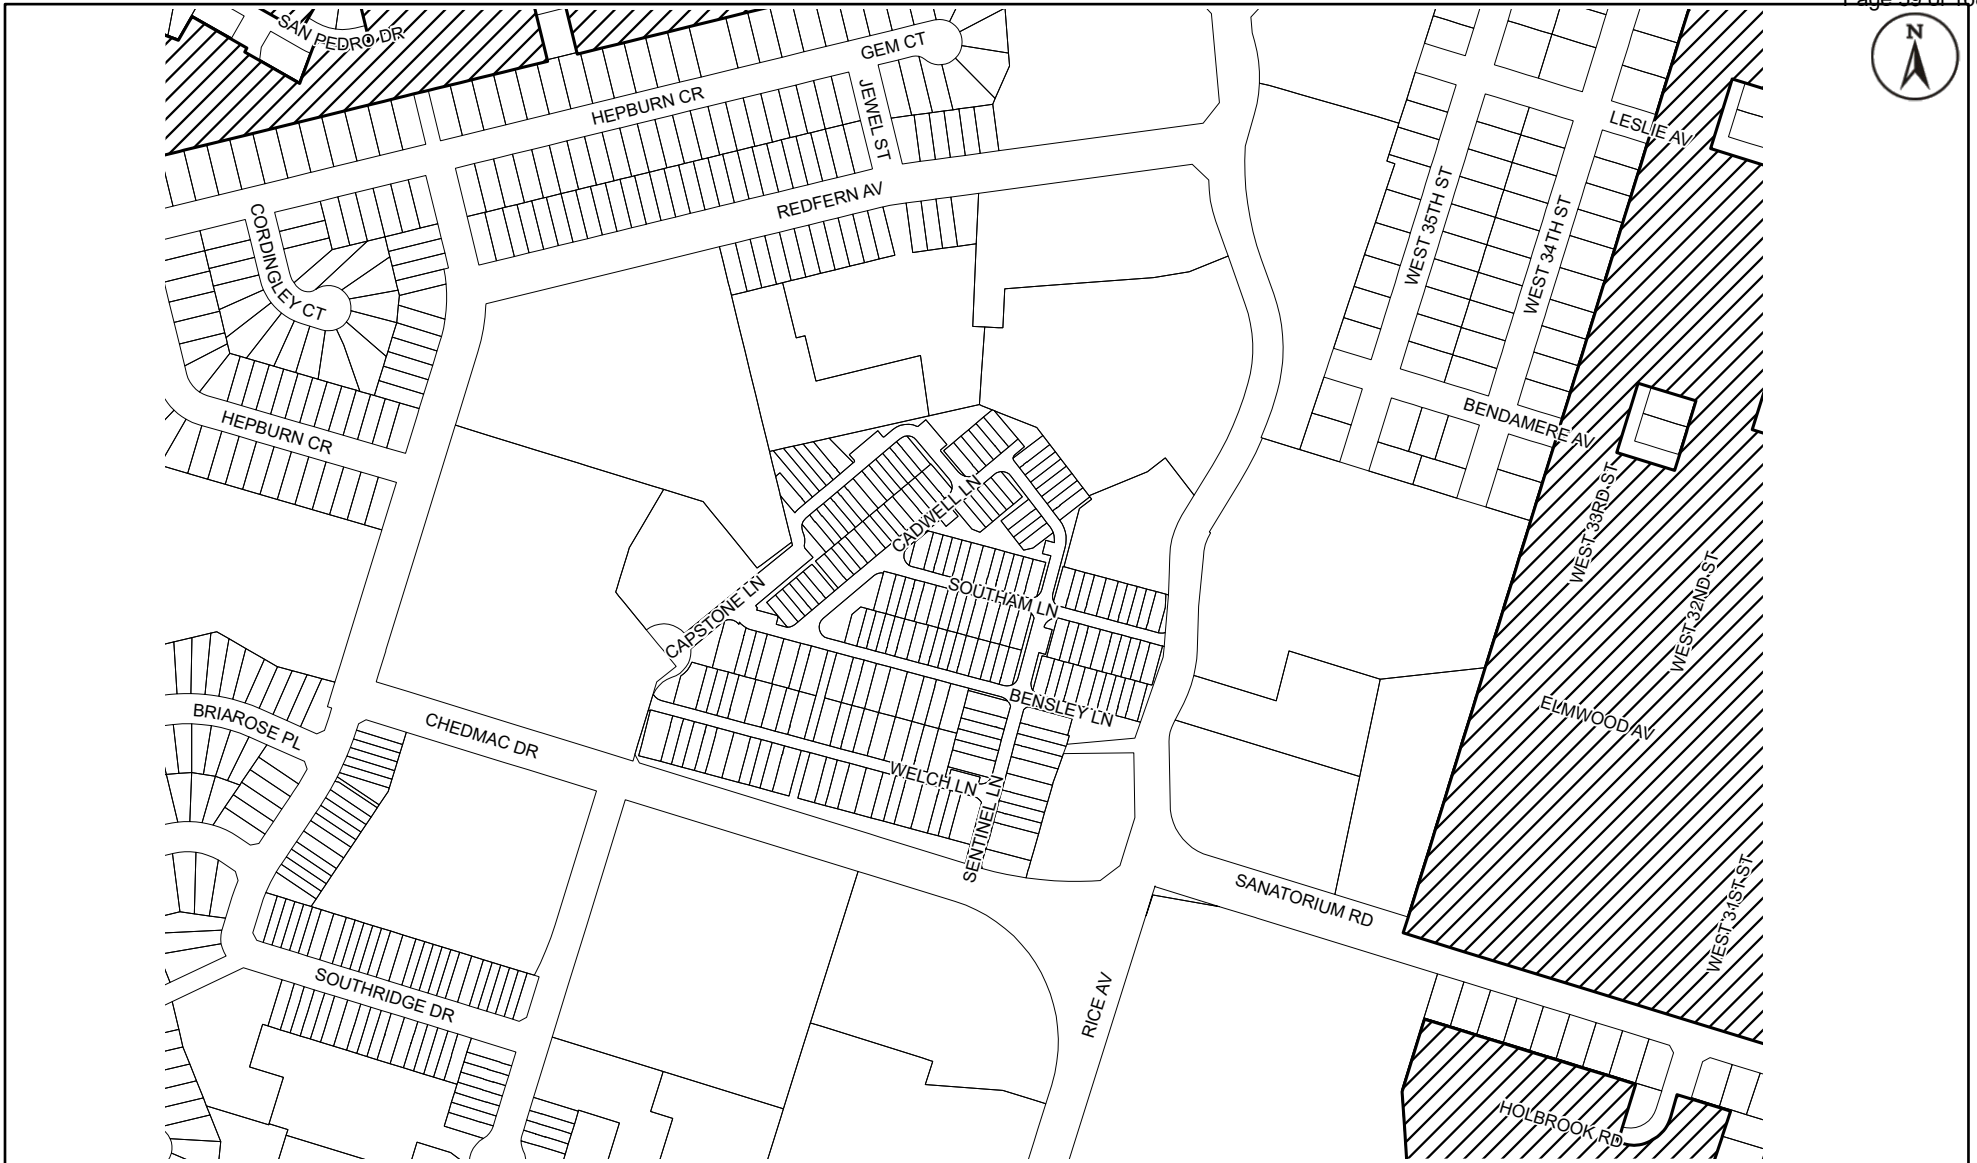 SAN PEDRO DR
GEM CT
N
HEPBURN CR
JEWEL ST
LESLIE AV
REDFERN AV
WEST 35TH ST
WEST 34TH ST
CORDINGLEY CT
HEPBURN CR
BENDAMERE AV
CADWELL LN
WEST 33RD ST
SOUTHAM LN
CAPSTONE LN
WEST 32ND ST
BRIAROSE PL
CHEDMAC DR
BENSLEY LN
ELMWOOD AV
WELCH LN
SENTINEL LN
SANATORIUM RD
WEST 31ST ST
SOUTHRIDGE DR
RICE AV
HOLBROOK RD